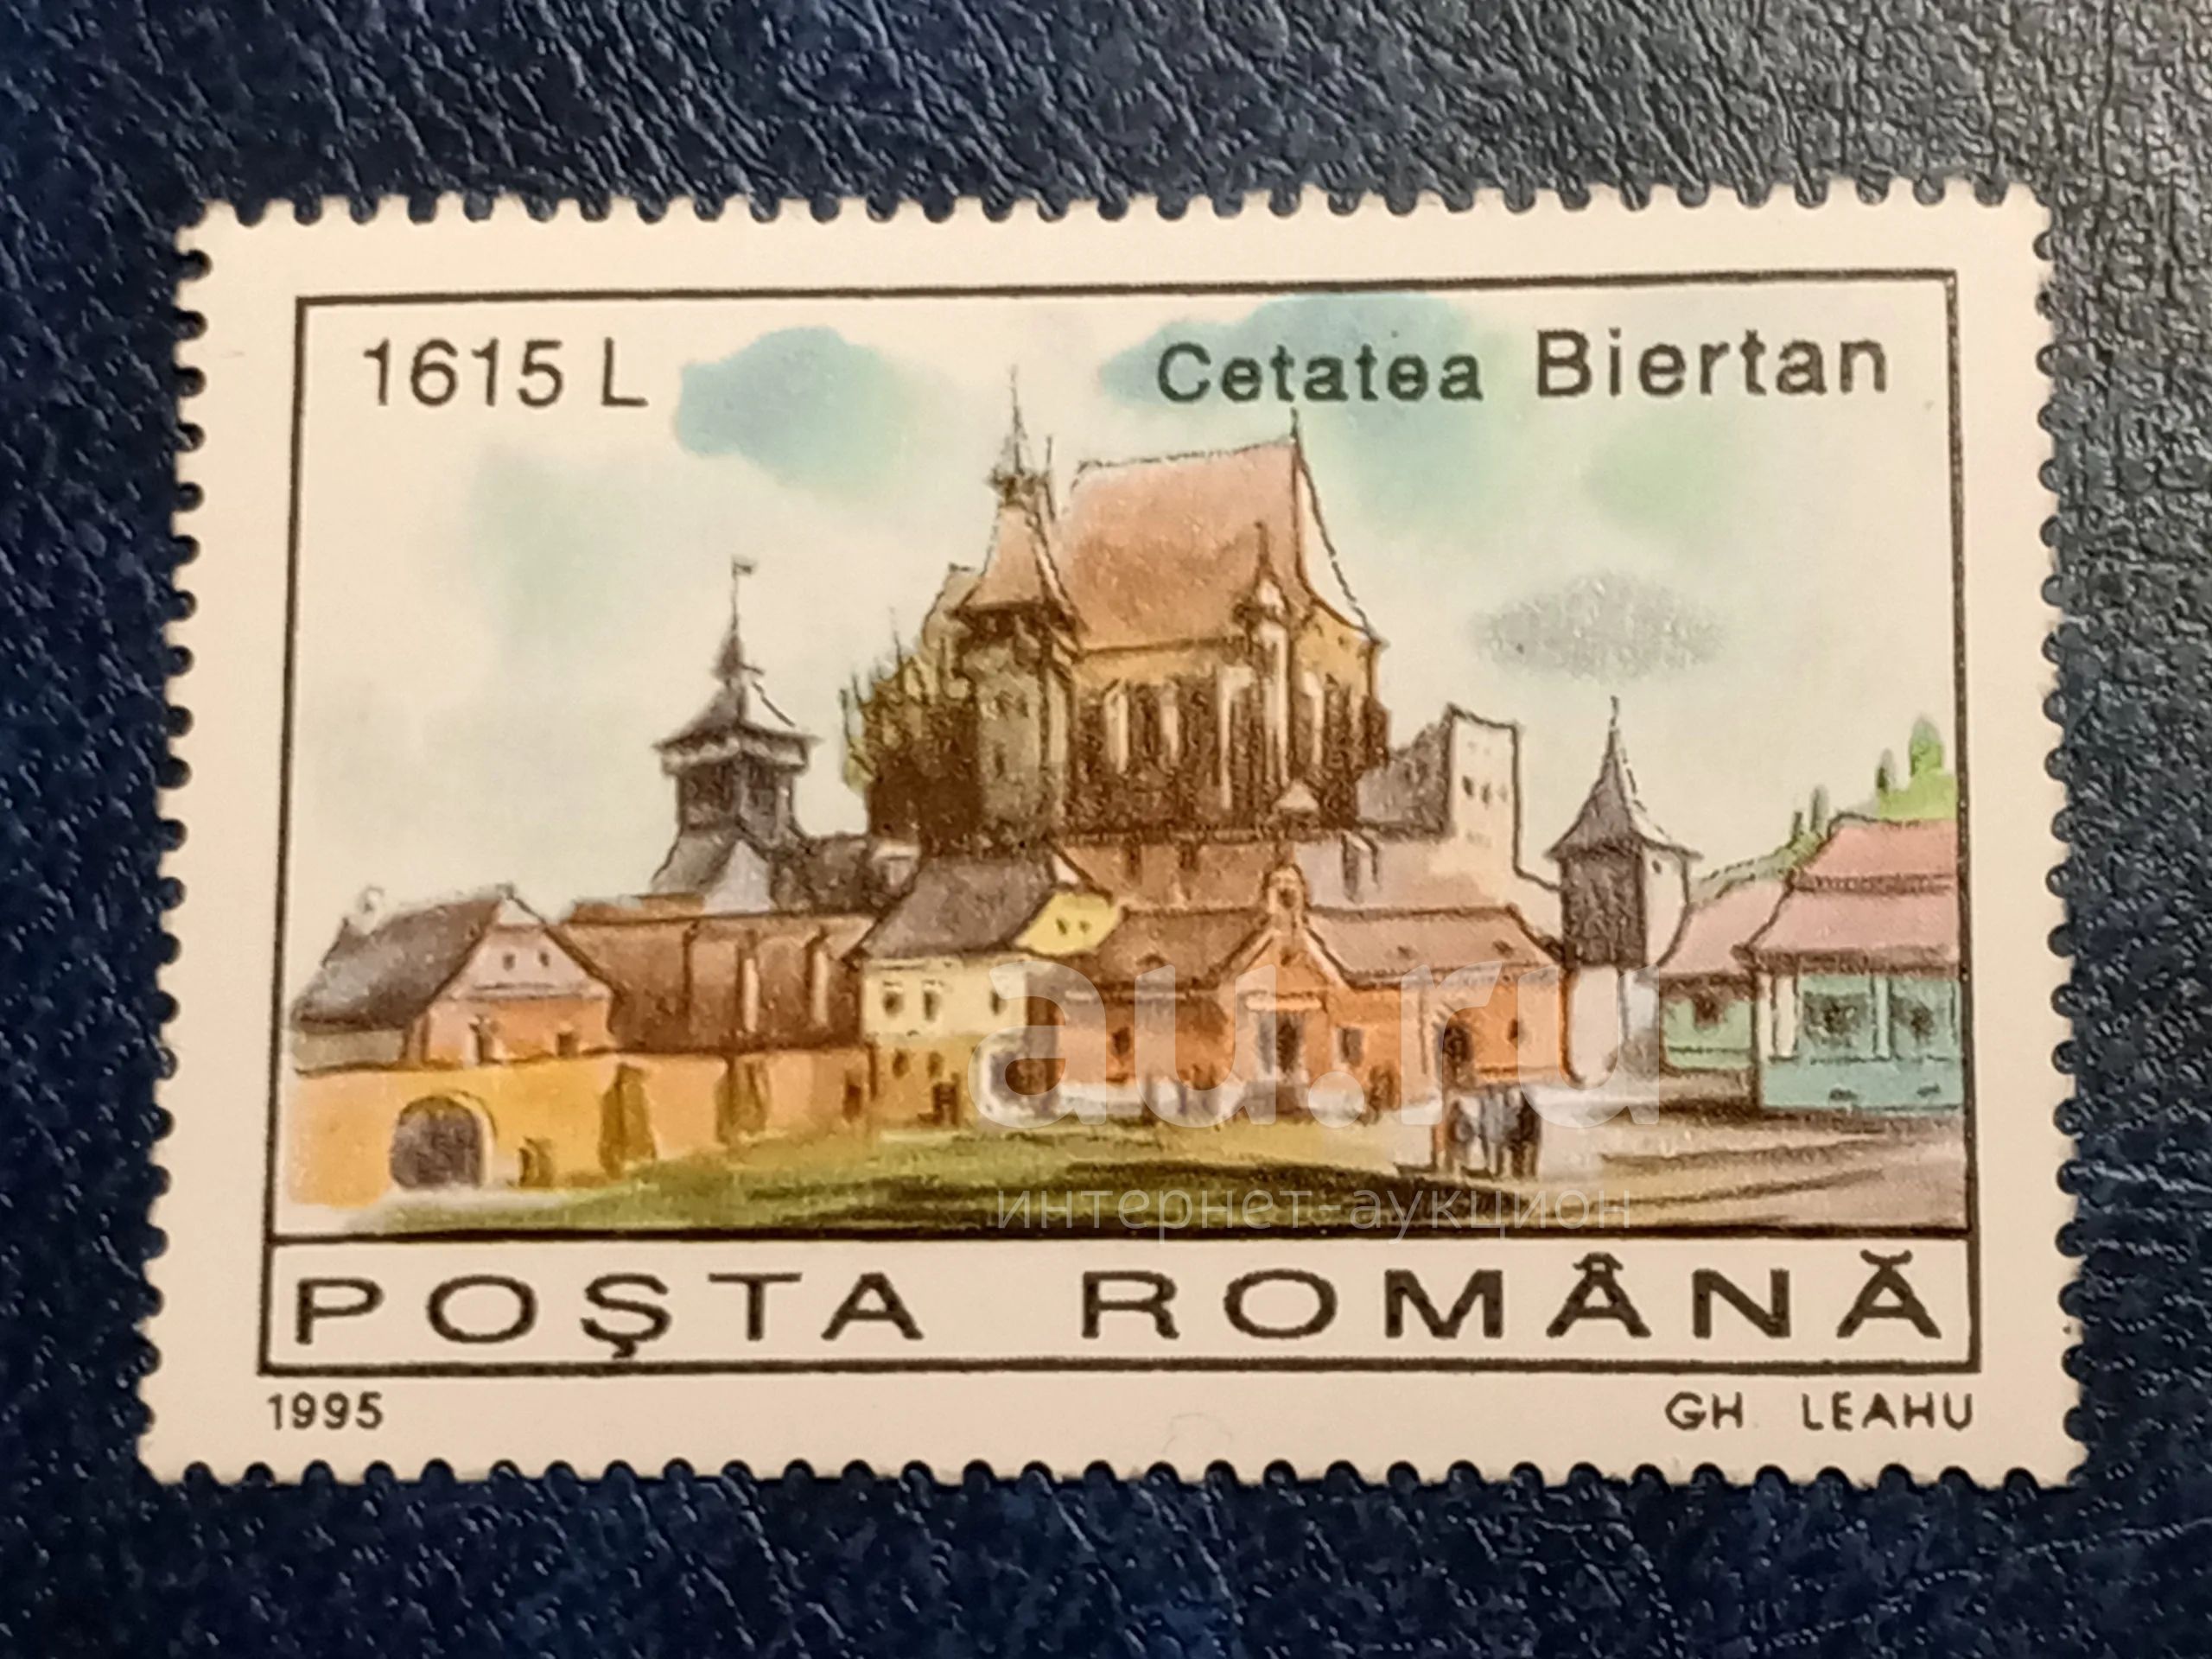 1615 L
Cetatea Biertan
au.ru
интернет-аукцион
POŞTA ROMÂNĂ
1995
GH LEAHU